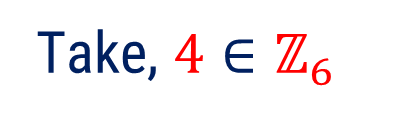 Take, 4 ∈ ℤ₆